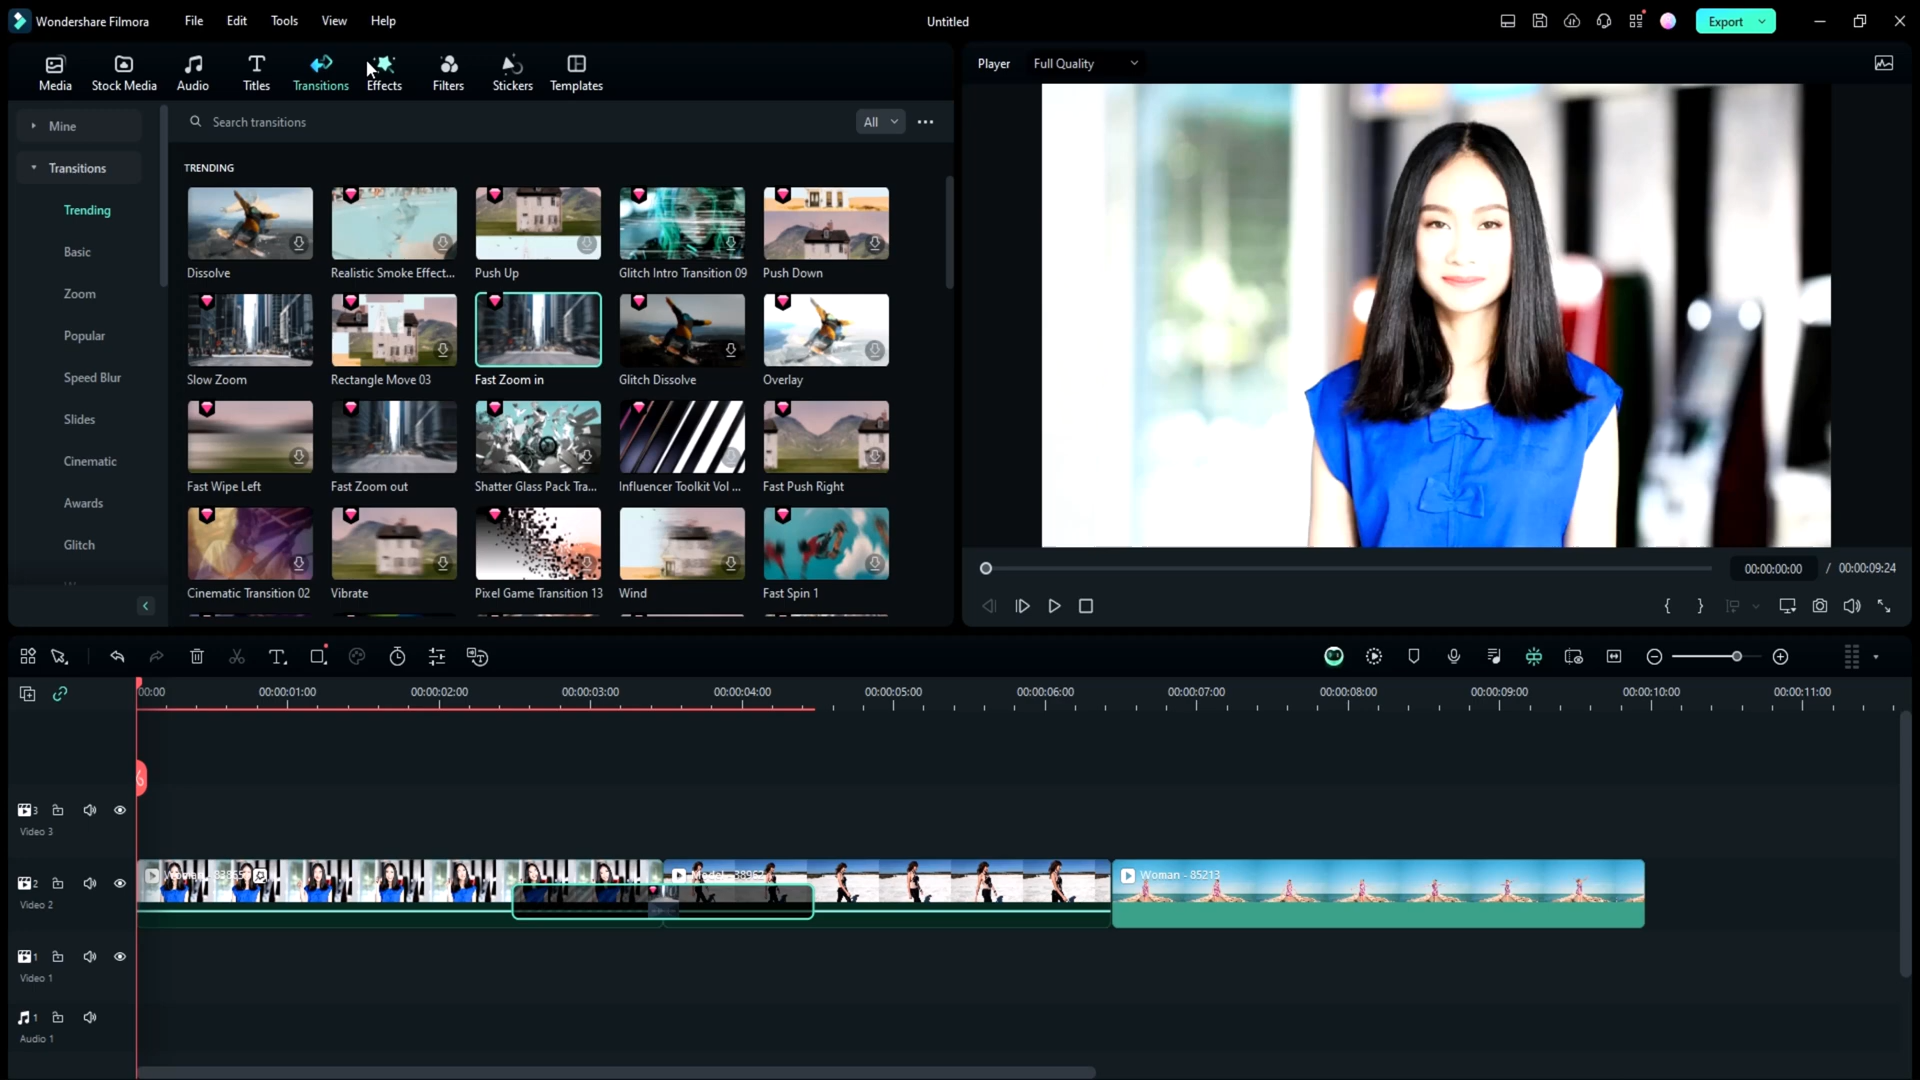 Wondershare Filmora File Edit Tools View Help Untitled Export
Media Stock Media Audio Titles Transitions Effects Filters Stickers Templates
Player Full Quality
Mine
Transitions
Trending
Basic
Zoom
Popular
Speed Blur
Slides
Cinematic
Awards
Glitch
Search transitions All
TRENDING
Dissolve Realistic Smoke Effect... Push Up Glitch Intro Transition 09 Push Down
Slow Zoom Rectangle Move 03 Fast Zoom in Glitch Dissolve Overlay
Fast Wipe Left Fast Zoom out Shatter Glass Pack Tra... Influencer Toolkit Vol ... Fast Push Right
Cinematic Transition 02 Vibrate Pixel Game Transition 13 Wind Fast Spin 1
00:00:00:00 / 00:00:09:24
00:00 00:00:01:00 00:00:02:00 00:00:03:00 00:00:04:00 00:00:05:00 00:00:06:00 00:00:07:00 00:00:08:00 00:00:09:00 00:00:10:00 00:00:11:00
3
Video 3
2 Woman - Model - 38962 Woman - 85213
Video 2
1
Video 1
1
Audio 1